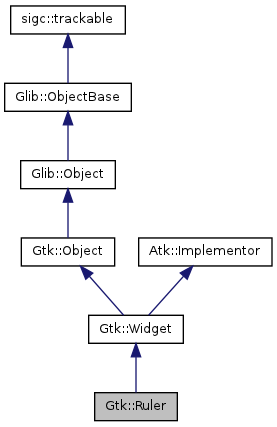 sigc::trackable
Glib::ObjectBase
Glib::Object
Gtk::Object
Atk::Implementor
Gtk::Widget
Gtk::Ruler